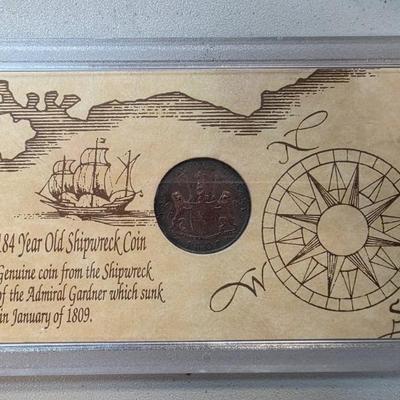 184 Year Old Shipwreck Coin
Genuine coin from the Shipwreck
of the Admiral Gardner which sunk
in January of 1809.
N
W